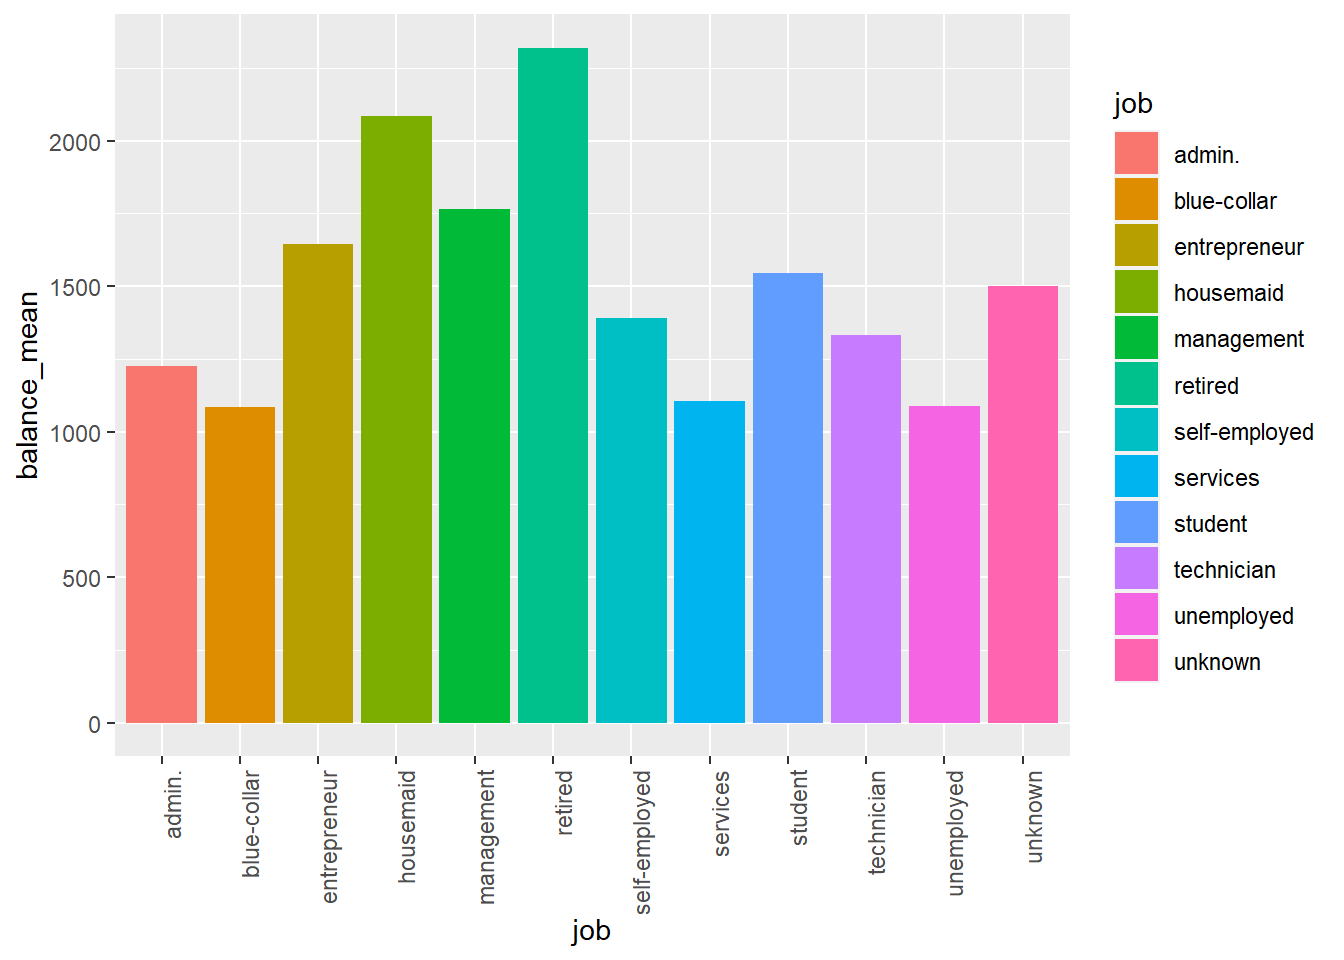 balance_mean
2000
1500
1000
500
0
admin.
blue-collar
entrepreneur
housemaid
management
retired
self-employed
services
student
technician
unemployed
unknown
job
job
admin.
blue-collar
entrepreneur
housemaid
management
retired
self-employed
services
student
technician
unemployed
unknown